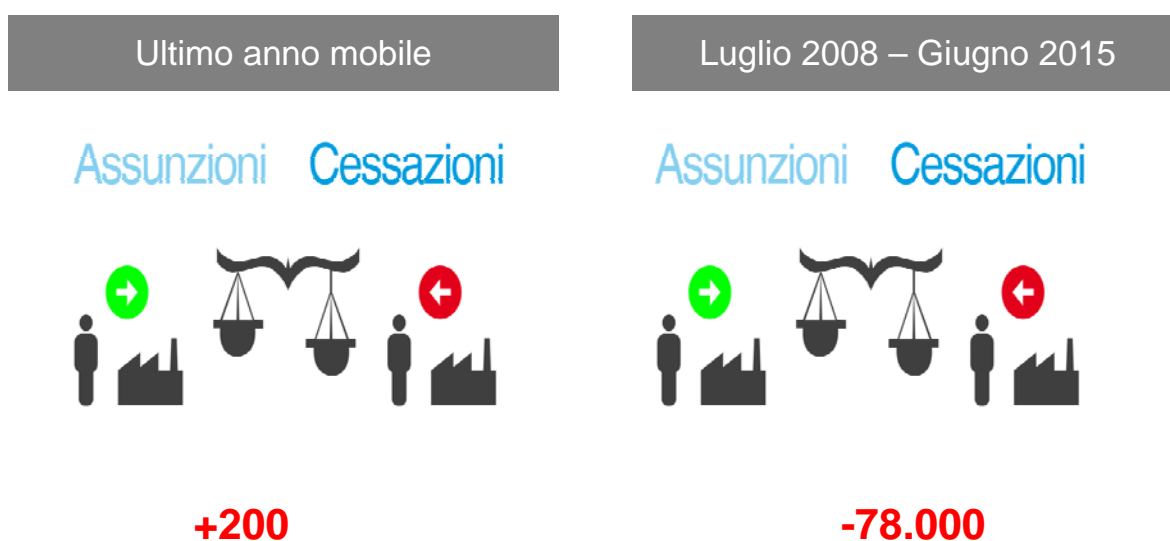 Ultimo anno mobile
Assunzioni Cessazioni
+200
Luglio 2008 – Giugno 2015
Assunzioni Cessazioni
-78.000